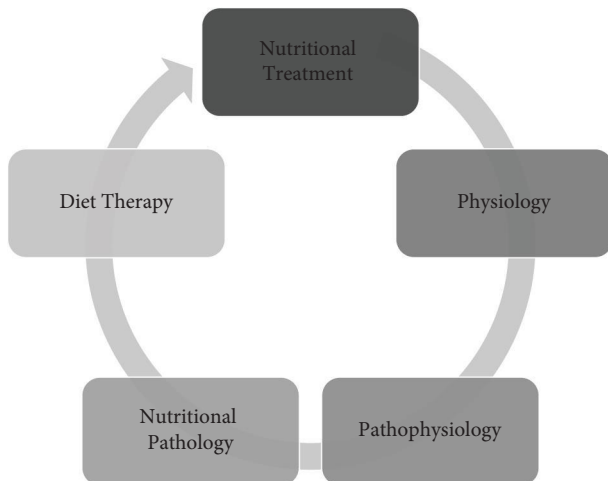 Nutritional
Treatment
Physiology
Pathophysiology
Nutritional
Pathology
Diet Therapy